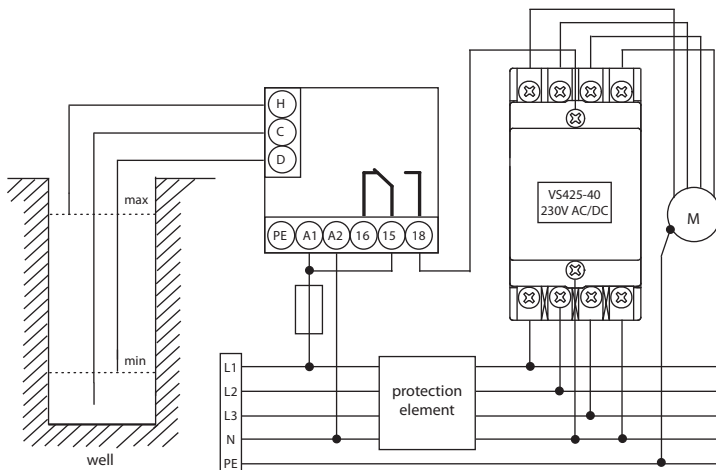 H
C
D
PE A1 A2 16 15 18
max
min
well
VS425-40
230V AC/DC
M
L1
L2
L3
N
PE
protection
element